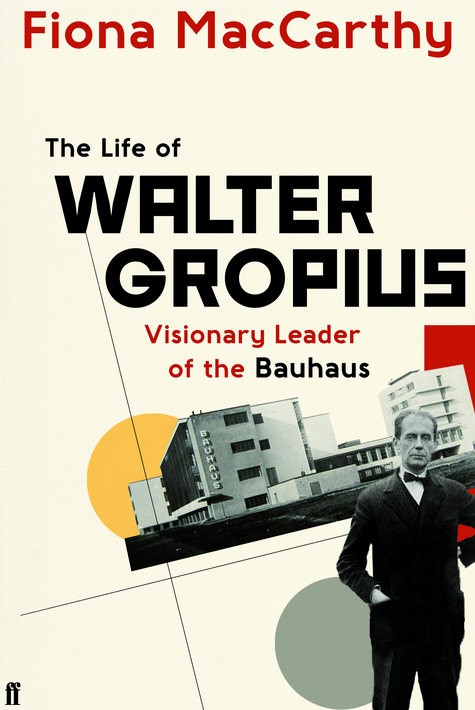 Fiona MacCarthy
The Life of
WALTER
GROPIUS
Visionary Leader
of the Bauhaus
BAUHAUS
ff